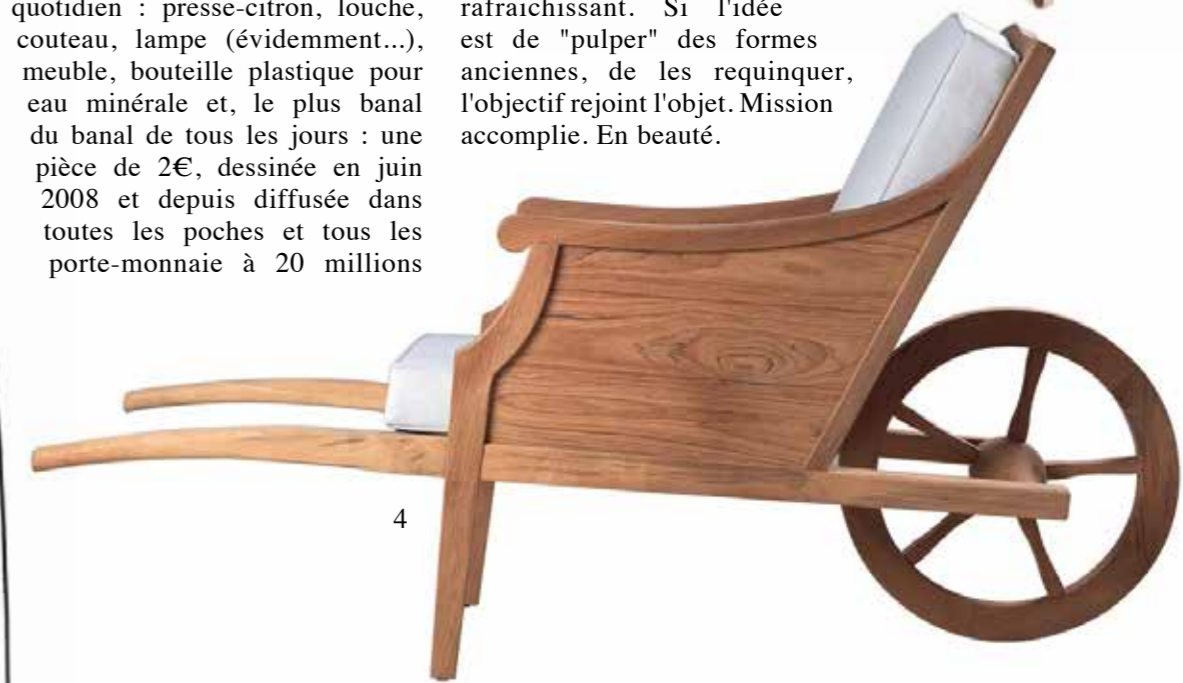 quotidien : presse-citron, louche,
couteau, lampe (évidemment...),
meuble, bouteille plastique pour
eau minérale et, le plus banal
du banal de tous les jours : une
pièce de 2€, dessinée en juin
2008 et depuis diffusée dans
toutes les poches et tous les
porte-monnaie à 20 millions
rafraîchissant. Si l'idée
est de "pulper" des formes
anciennes, de les requinquer,
l'objectif rejoint l'objet. Mission
accomplie. En beauté.
4